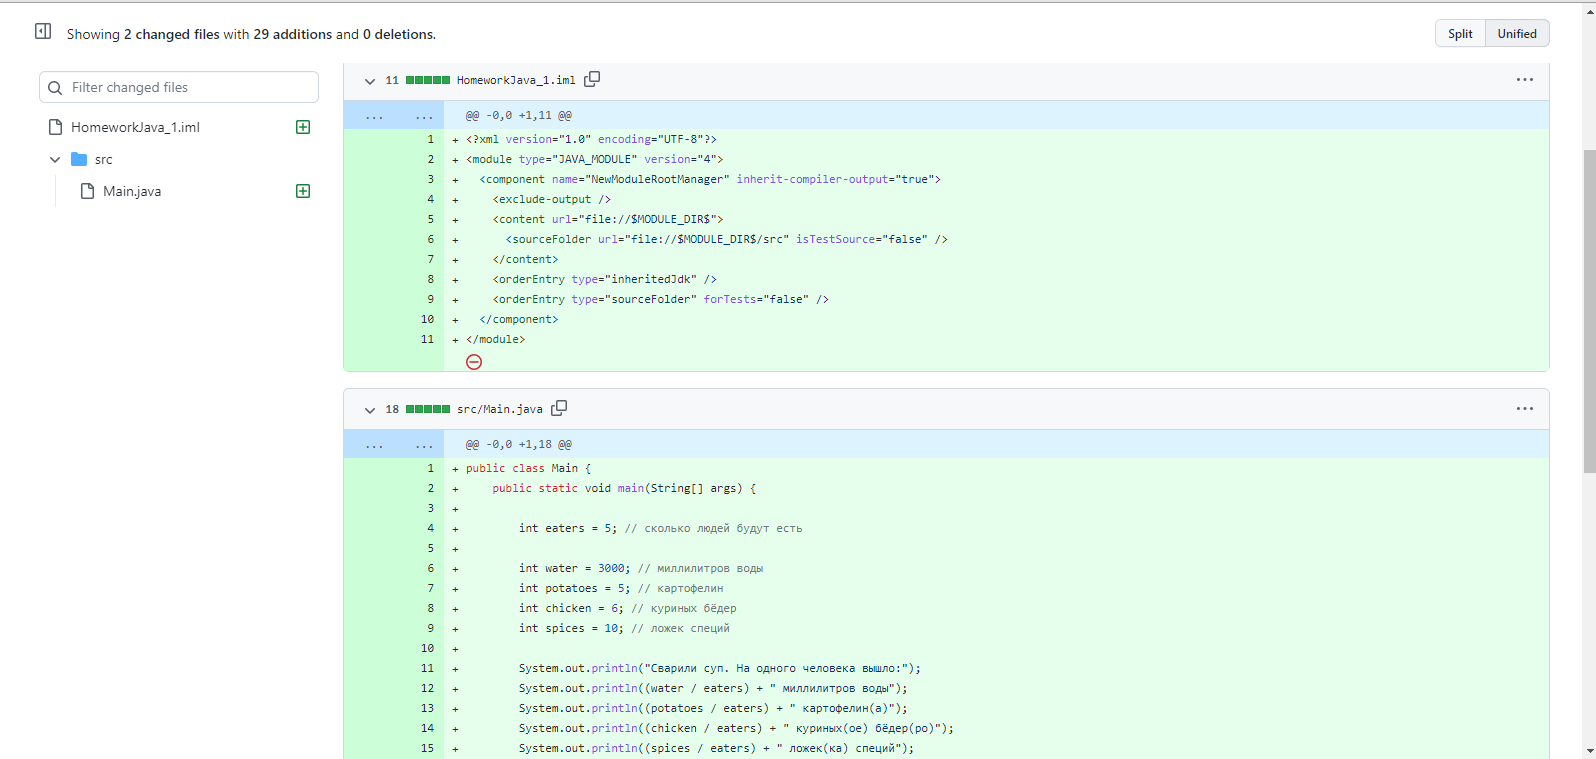 Showing 2 changed files with 29 additions and 0 deletions.
Split Unified
Filter changed files
HomeworkJava_1.iml
src
Main.java
11 HomeworkJava_1.iml
... ... @@ -0,0 +1,11 @@
1 + <?xml version="1.0" encoding="UTF-8"?>
2 + <module type="JAVA_MODULE" version="4">
3 +   <component name="NewModuleRootManager" inherit-compiler-output="true">
4 +     <exclude-output />
5 +     <content url="file://$MODULE_DIR$">
6 +       <sourceFolder url="file://$MODULE_DIR$/src" isTestSource="false" />
7 +     </content>
8 +     <orderEntry type="inheritedJdk" />
9 +     <orderEntry type="sourceFolder" forTests="false" />
10 +   </component>
11 + </module>
18 src/Main.java
... ... @@ -0,0 +1,18 @@
1 + public class Main {
2 +     public static void main(String[] args) {
3 +
4 +         int eaters = 5; // сколько людей будут есть
5 +
6 +         int water = 3000; // миллилитров воды
7 +         int potatoes = 5; // картофелин
8 +         int chicken = 6; // куриных бёдер
9 +         int spices = 10; // ложек специй
10 +
11 +         System.out.println("Сварили суп. На одного человека вышло:");
12 +         System.out.println((water / eaters) + " миллилитров воды");
13 +         System.out.println((potatoes / eaters) + " картофелин(а)");
14 +         System.out.println((chicken / eaters) + " куриных(ое) бёдер(ро)");
15 +         System.out.println((spices / eaters) + " ложек(ка) специй");